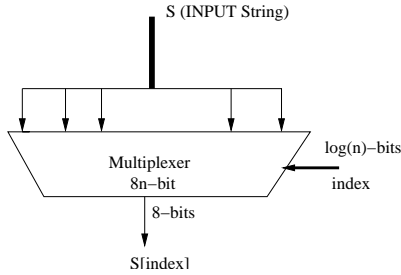 S (INPUT String)
log(n)−bits
Multiplexer
8n−bit
index
8−bits
S[index]